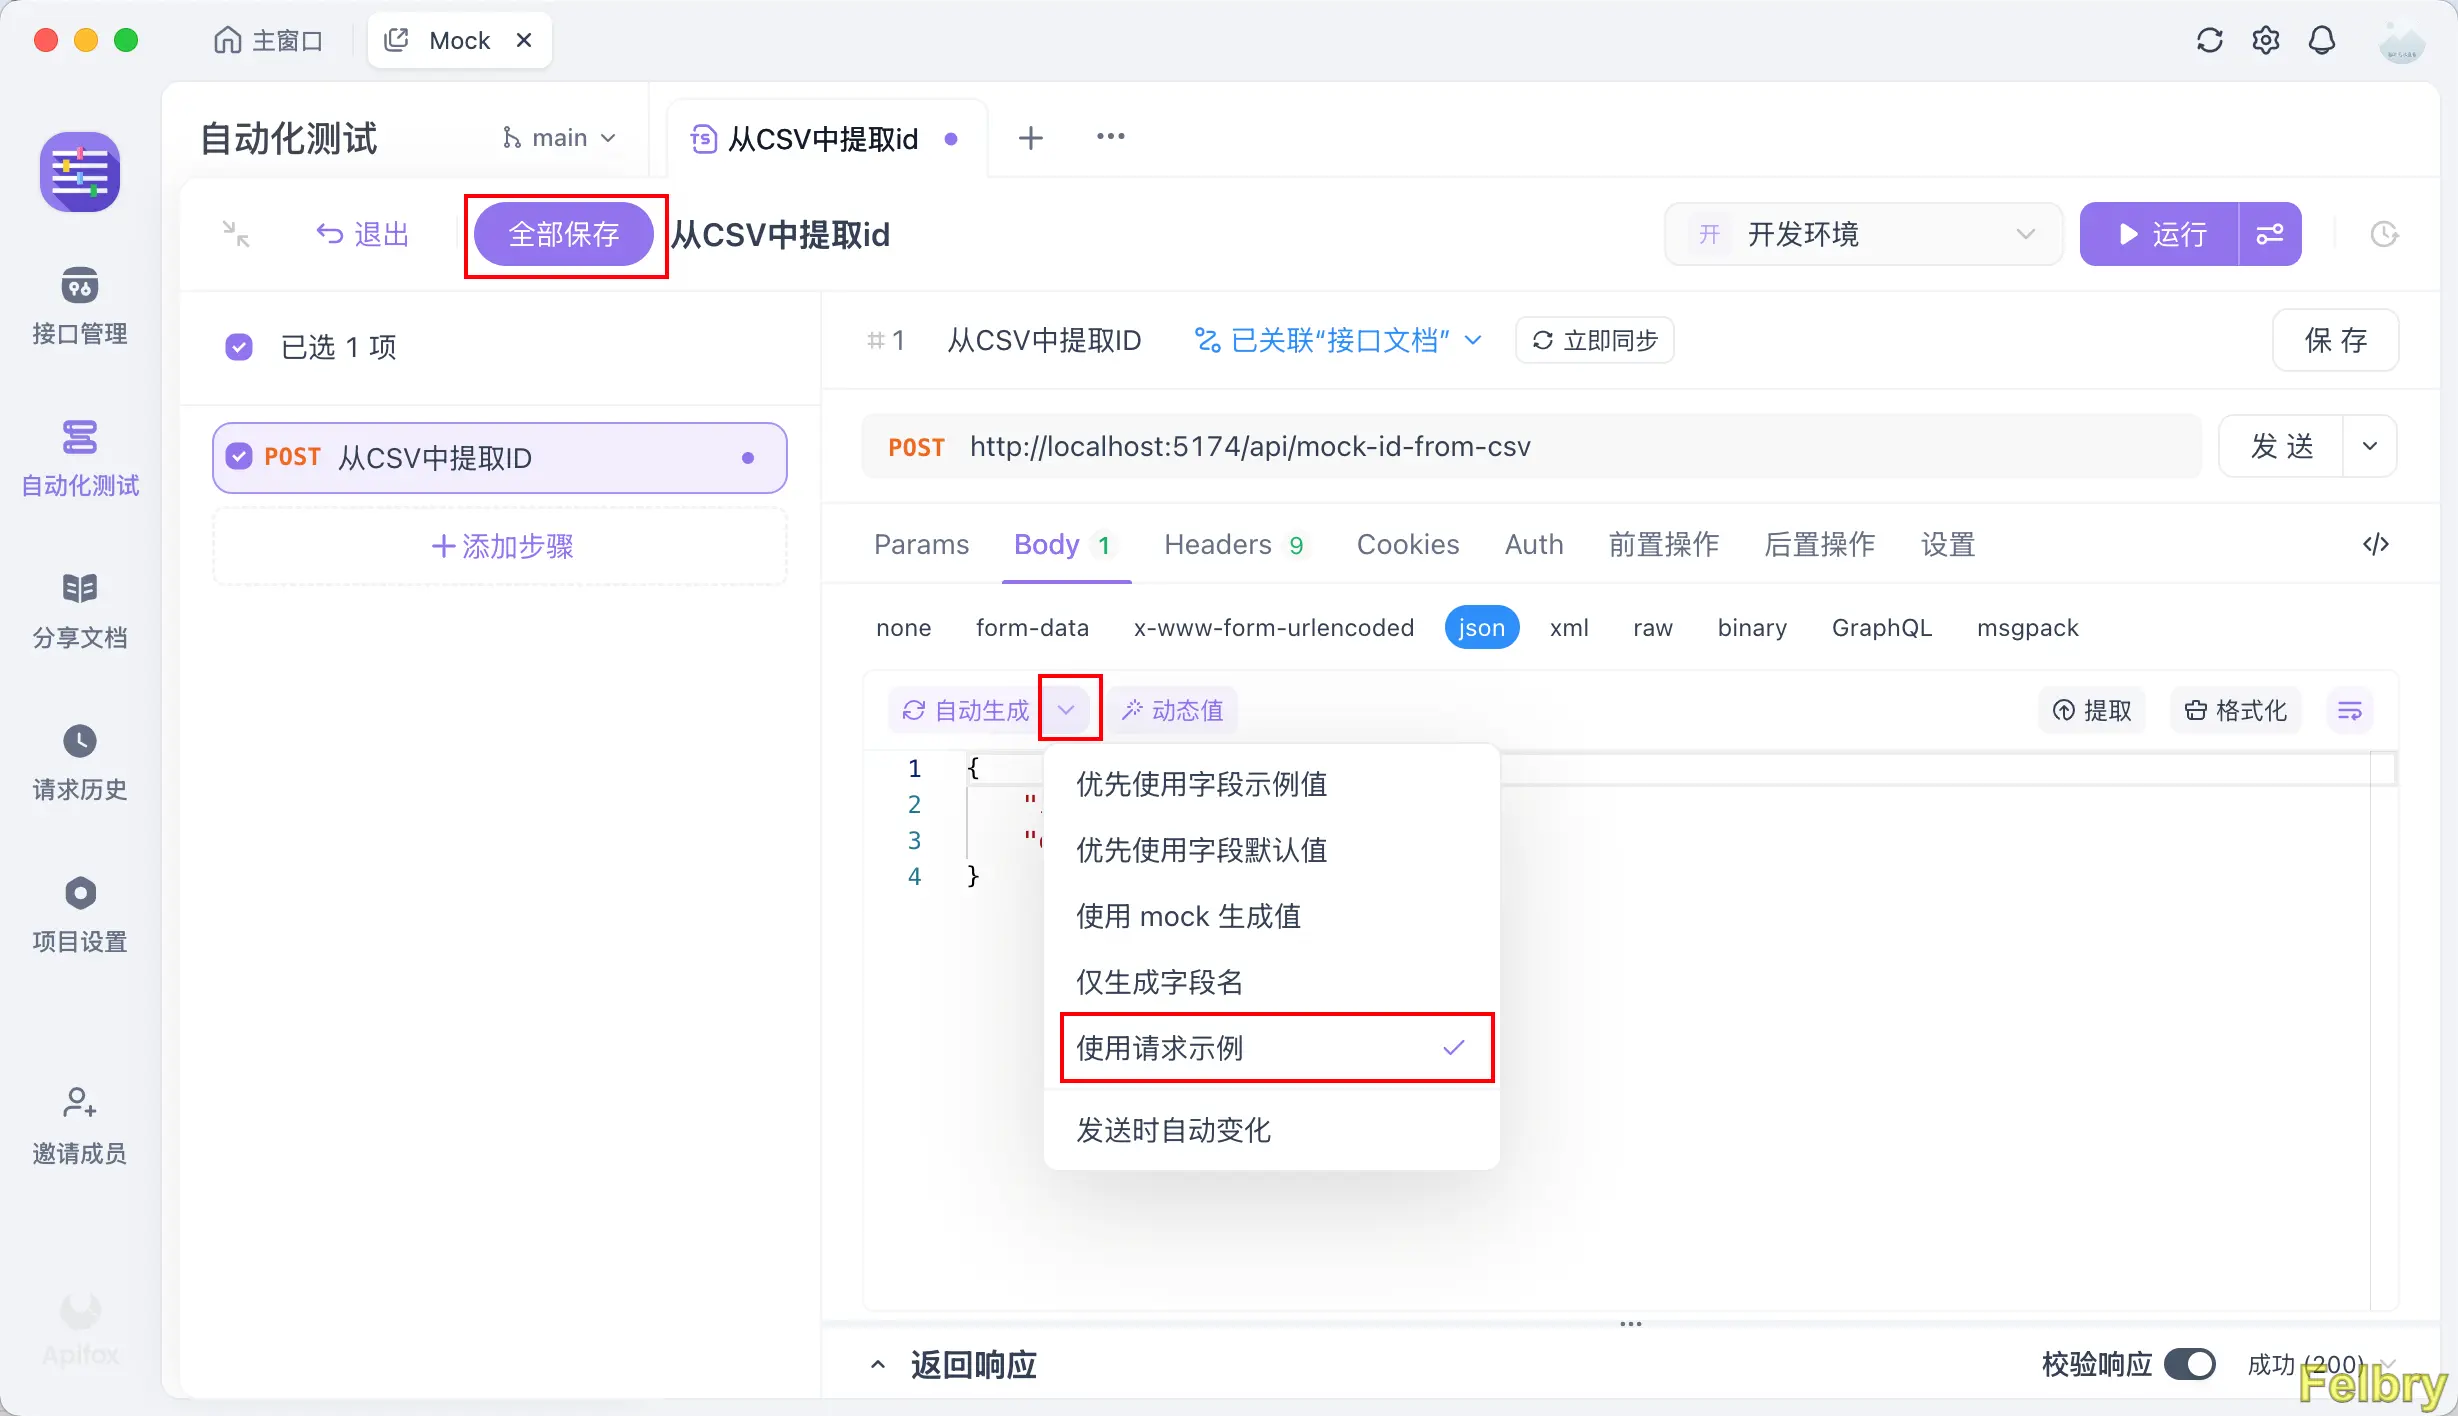 主窗口
Mock
自动化测试
main
从CSV中提取id
退出
全部保存
从CSV中提取id
开 开发环境
运行
接口管理
自动化测试
分享文档
请求历史
项目设置
邀请成员
Apifox
已选 1 项
POST 从CSV中提取ID
添加步骤
#1 从CSV中提取ID
已关联“接口文档”
立即同步
保存
POST http://localhost:5174/api/mock-id-from-csv
发送
Params Body 1 Headers 9 Cookies Auth 前置操作 后置操作 设置
none form-data x-www-form-urlencoded json xml raw binary GraphQL msgpack
自动生成 动态值 提取 格式化
1 {
2 "
3 "
4 }
优先使用字段示例值
优先使用字段默认值
使用 mock 生成值
仅生成字段名
使用请求示例
发送时自动变化
返回响应
校验响应 成功 (200)
Felbry